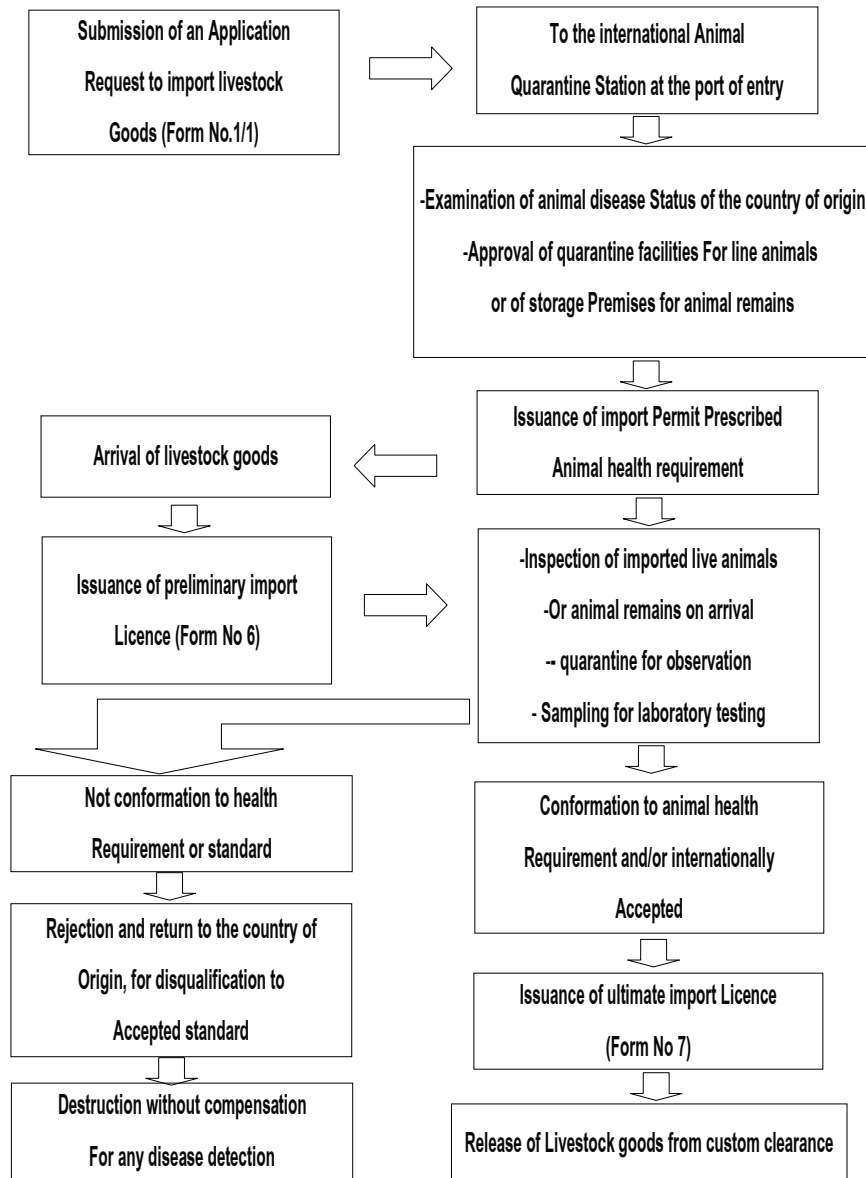 Submission of an Application
Request to import livestock
Goods (Form No.1/1)
To the international Animal
Quarantine Station at the port of entry
-Examination of animal disease Status of the country of origin
-Approval of quarantine facilities For line animals
or of storage Premises for animal remains
Issuance of import Permit Prescribed
Animal health requirement
Arrival of livestock goods
Issuance of preliminary import
Licence (Form No 6)
-Inspection of imported live animals
-Or animal remains on arrival
-- quarantine for observation
- Sampling for laboratory testing
Not conformation to health
Requirement or standard
Conformation to animal health
Requirement and/or internationally
Accepted
Rejection and return to the country of
Origin, for disqualification to
Accepted standard
Issuance of ultimate import Licence
(Form No 7)
Destruction without compensation
For any disease detection
Release of Livestock goods from custom clearance